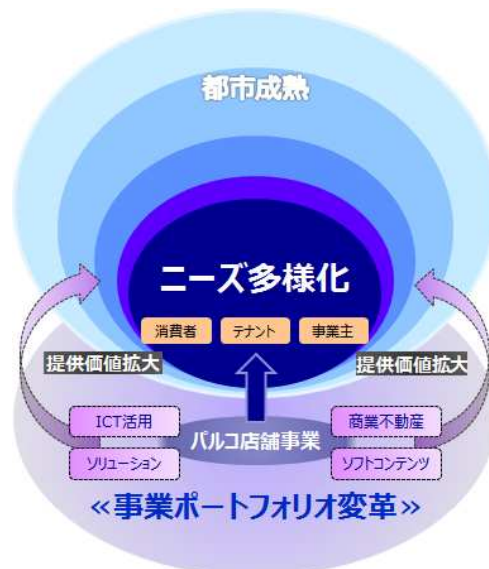 都市成熟
ニーズ多様化
消費者 テナント 事業主
提供価値拡大 提供価値拡大
ICT活用 商業不動産
パルコ店舗事業
ソリューション ソフトコンテンツ
≪事業ポートフォリオ変革≫